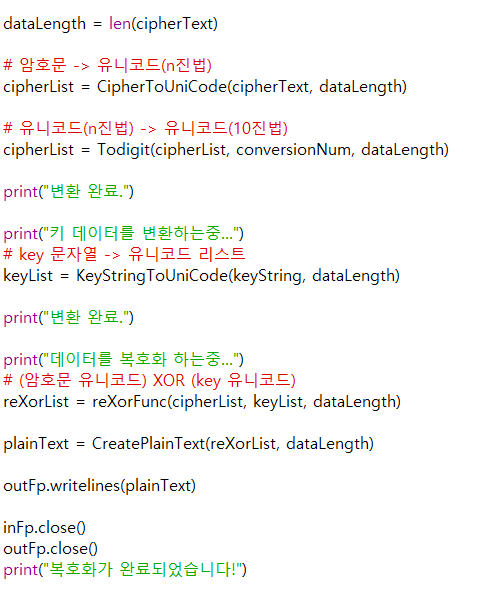 dataLength = len(cipherText)
# 암호문 -> 유니코드(n진법)
cipherList = CipherToUniCode(cipherText, dataLength)
# 유니코드(n진법) -> 유니코드(10진법)
cipherList = Todigit(cipherList, conversionNum, dataLength)
print("변환 완료.")
print("키 데이터를 변환하는중...")
# key 문자열 -> 유니코드 리스트
keyList = KeyStringToUniCode(keyString, dataLength)
print("변환 완료.")
print("데이터를 복호화 하는중...")
# (암호문 유니코드) XOR (key 유니코드)
reXorList = reXorFunc(cipherList, keyList, dataLength)
plainText = CreatePlainText(reXorList, dataLength)
outFp.writelines(plainText)
inFp.close()
outFp.close()
print("복호화가 완료되었습니다!")